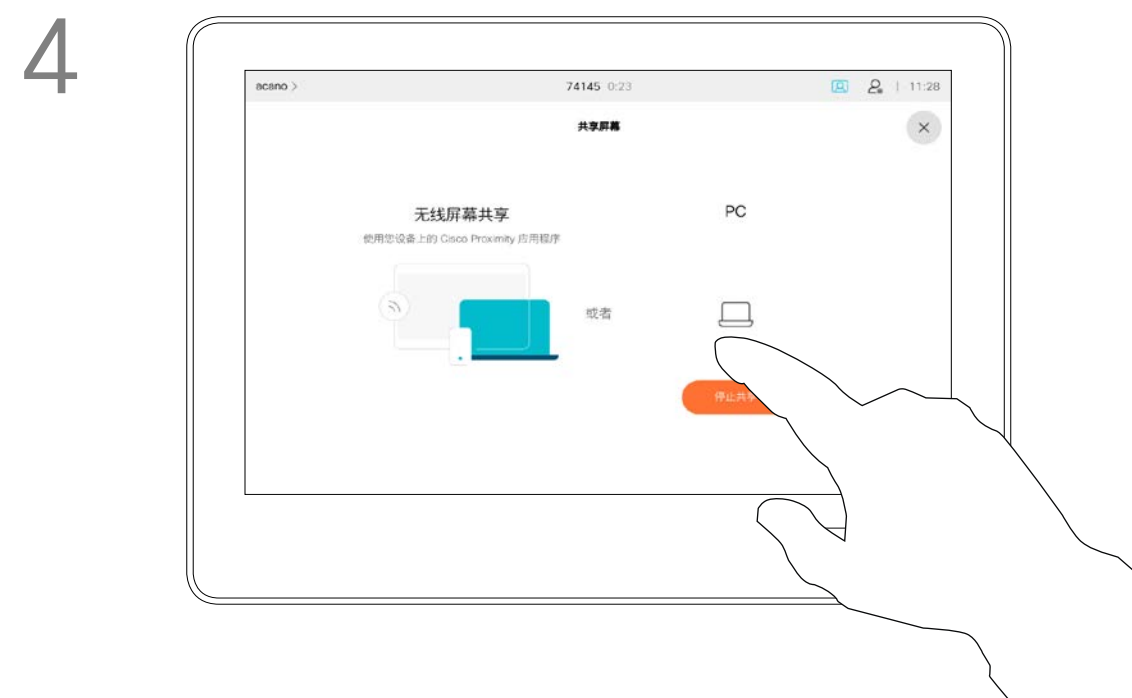 4
acano >
74145 0:23
11:28
共享屏幕
无线屏幕共享
使用您设备上的 Cisco Proximity 应用程序
PC
或者
停止共享